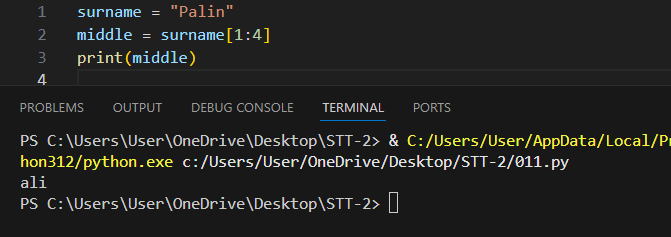 1 surname = "Palin"
2 middle = surname[1:4]
3 print(middle)
4
PROBLEMS OUTPUT DEBUG CONSOLE TERMINAL PORTS
PS C:\Users\User\OneDrive\Desktop\STT-2> & C:/Users/User/AppData/Local/Pr
hon312/python.exe c:/Users/User/OneDrive/Desktop/STT-2/011.py
ali
PS C:\Users\User\OneDrive\Desktop\STT-2>